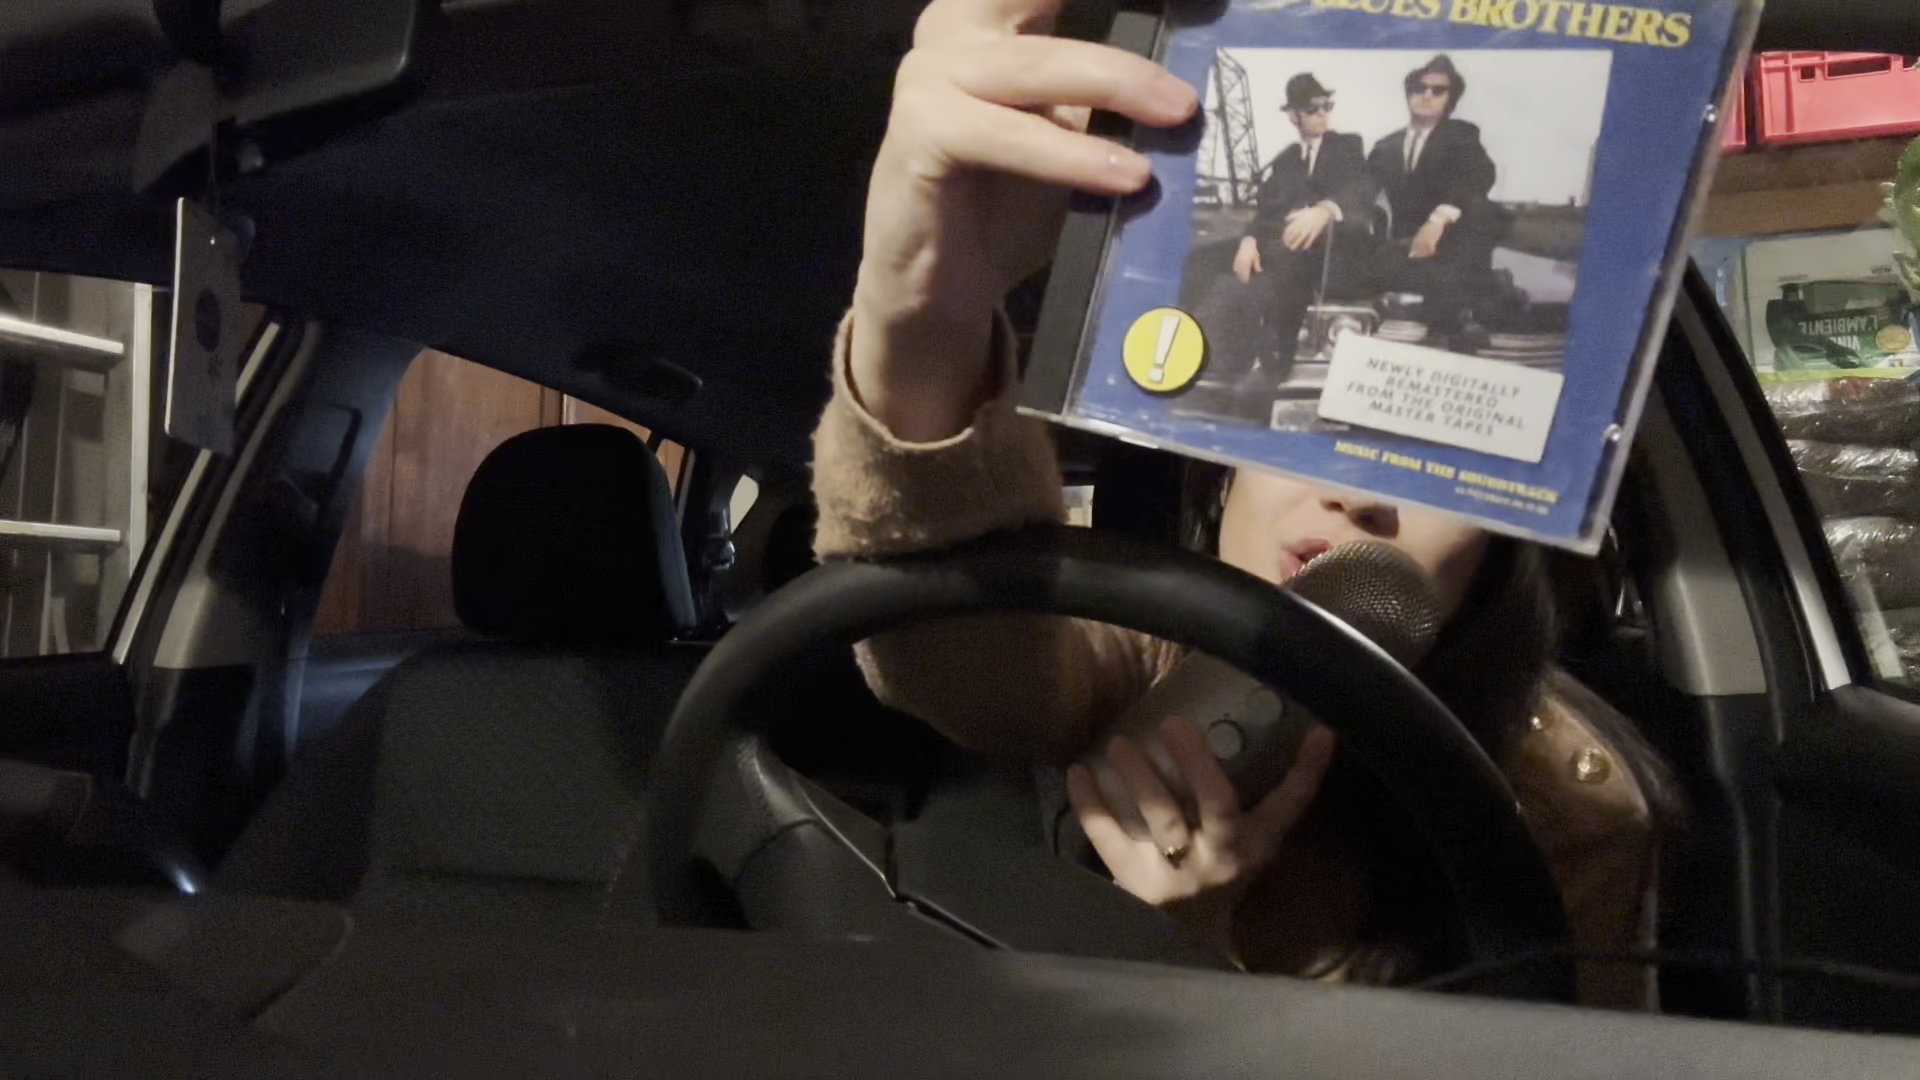 BLUES BROTHERS
!
NEWLY DIGITALLY
REMASTERED
FROM THE ORIGINAL
MASTER TAPES
MUSIC FROM THE SOUNDTRACK
L'AMBIENTE